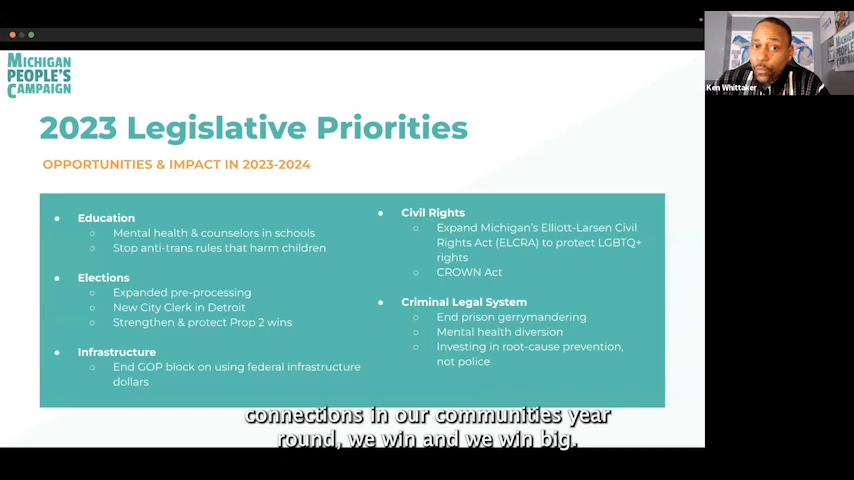 MICHIGAN
PEOPLE'S
CAMPAIGN
2023 Legislative Priorities
OPPORTUNITIES & IMPACT IN 2023-2024
● Education
○ Mental health & counselors in schools
○ Stop anti-trans rules that harm children
● Elections
○ Expanded pre-processing
○ New City Clerk in Detroit
○ Strengthen & protect Prop 2 wins
● Infrastructure
○ End GOP block on using federal infrastructure
dollars
● Civil Rights
○ Expand Michigan's Elliott-Larsen Civil
Rights Act (ELCRA) to protect LGBTQ+
rights
○ CROWN Act
● Criminal Legal System
○ End prison gerrymandering
○ Mental health diversion
○ Investing in root-cause prevention,
not police
Ken Whittaker
MICHIGAN
PEOPLE'S
CAMPAIGN
connections in our communities year
round, we win and we win big.